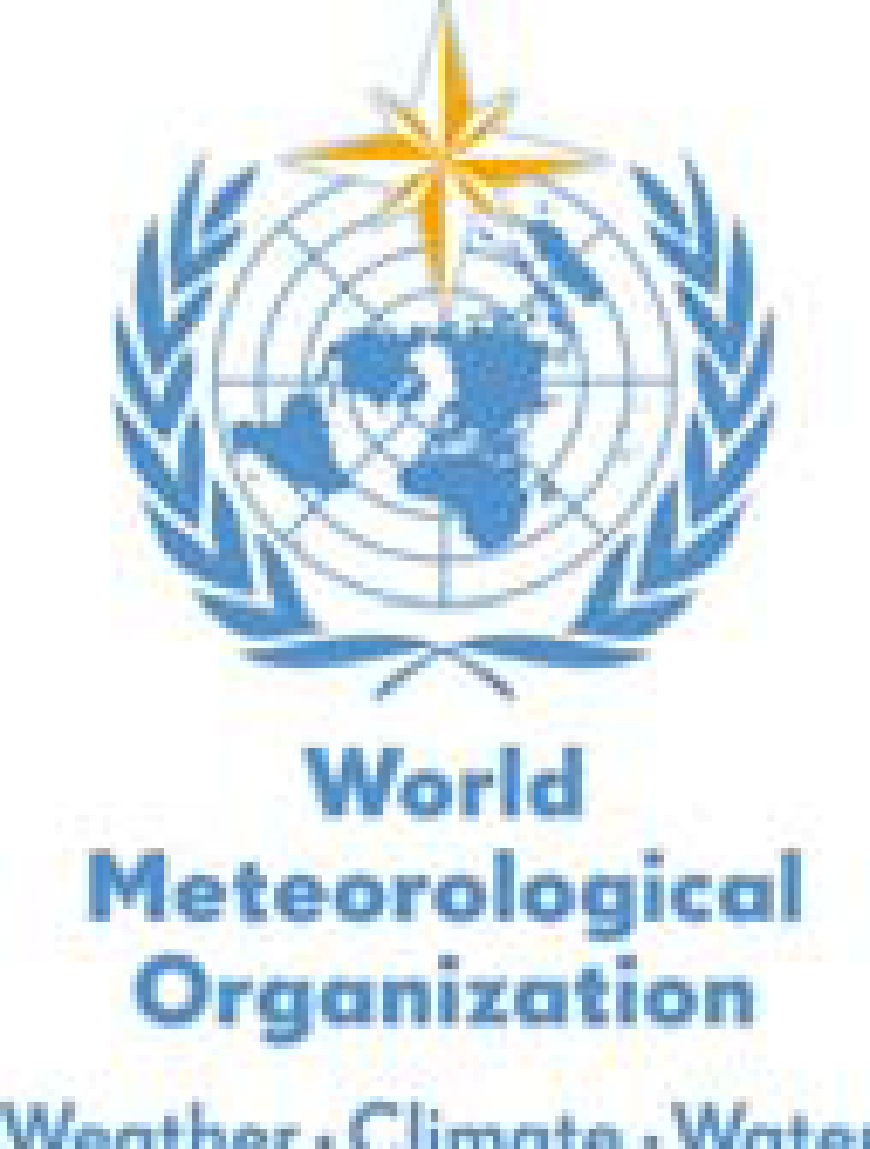 World
Meteorological
Organization
Weather · Climate · Water